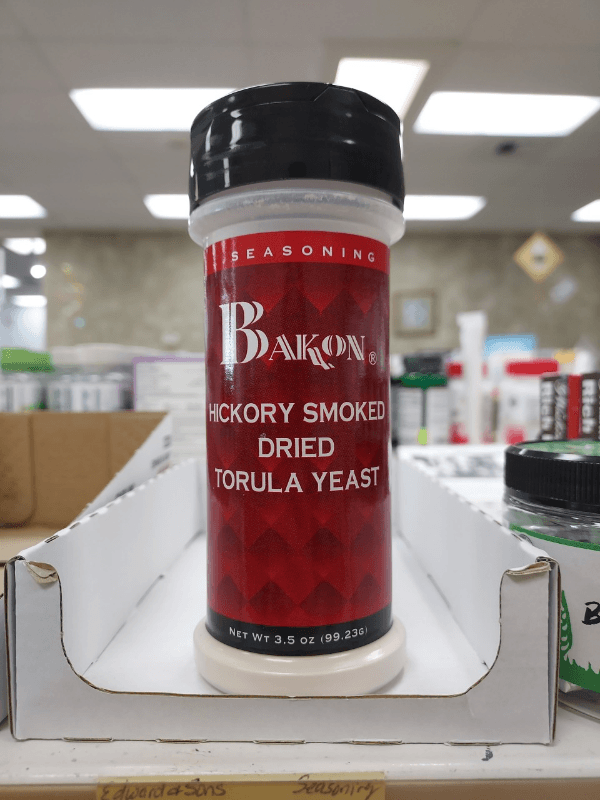 SEASONING
BAKON®
HICKORY SMOKED
DRIED
TORULA YEAST
NET WT 3.5 OZ (99.23G)
B
Edward & Sons Seasoning